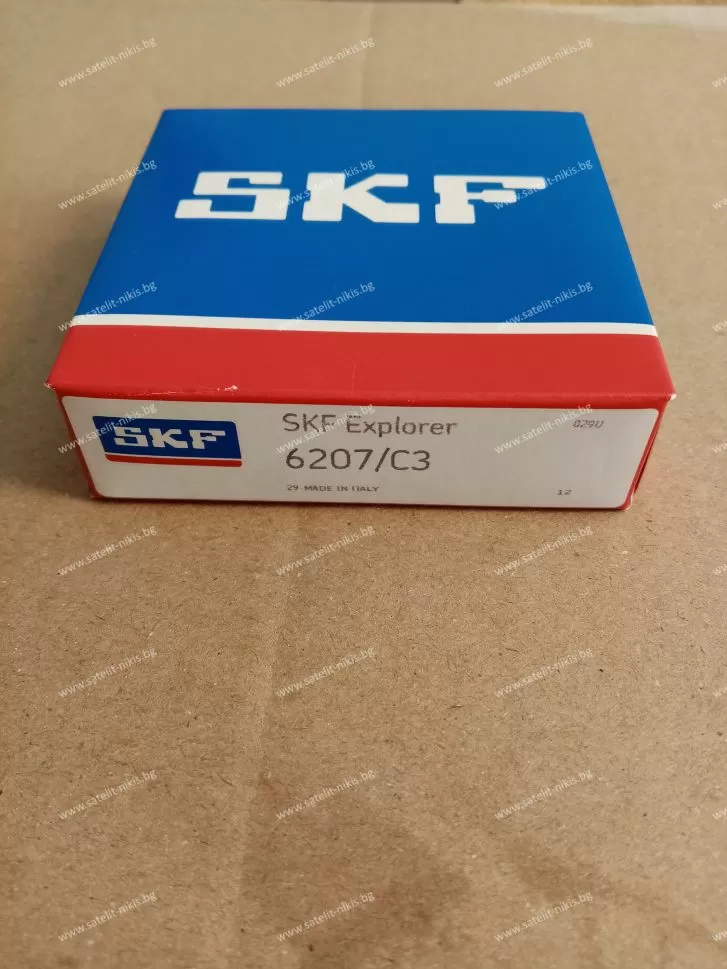 SKF
SKF
SKF Explorer
029U
6207/C3
29-MADE IN ITALY
12
www.satelit-nikis.bg